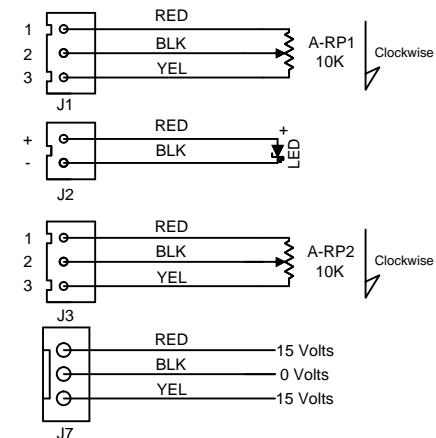 RED
1
BLK
2
YEL
3
J1
A-RP1
10K
Clockwise
RED
+
BLK
-
J2
+
LED
RED
1
BLK
2
YEL
3
J3
A-RP2
10K
Clockwise
RED
15 Volts
BLK
0 Volts
YEL
15 Volts
J7